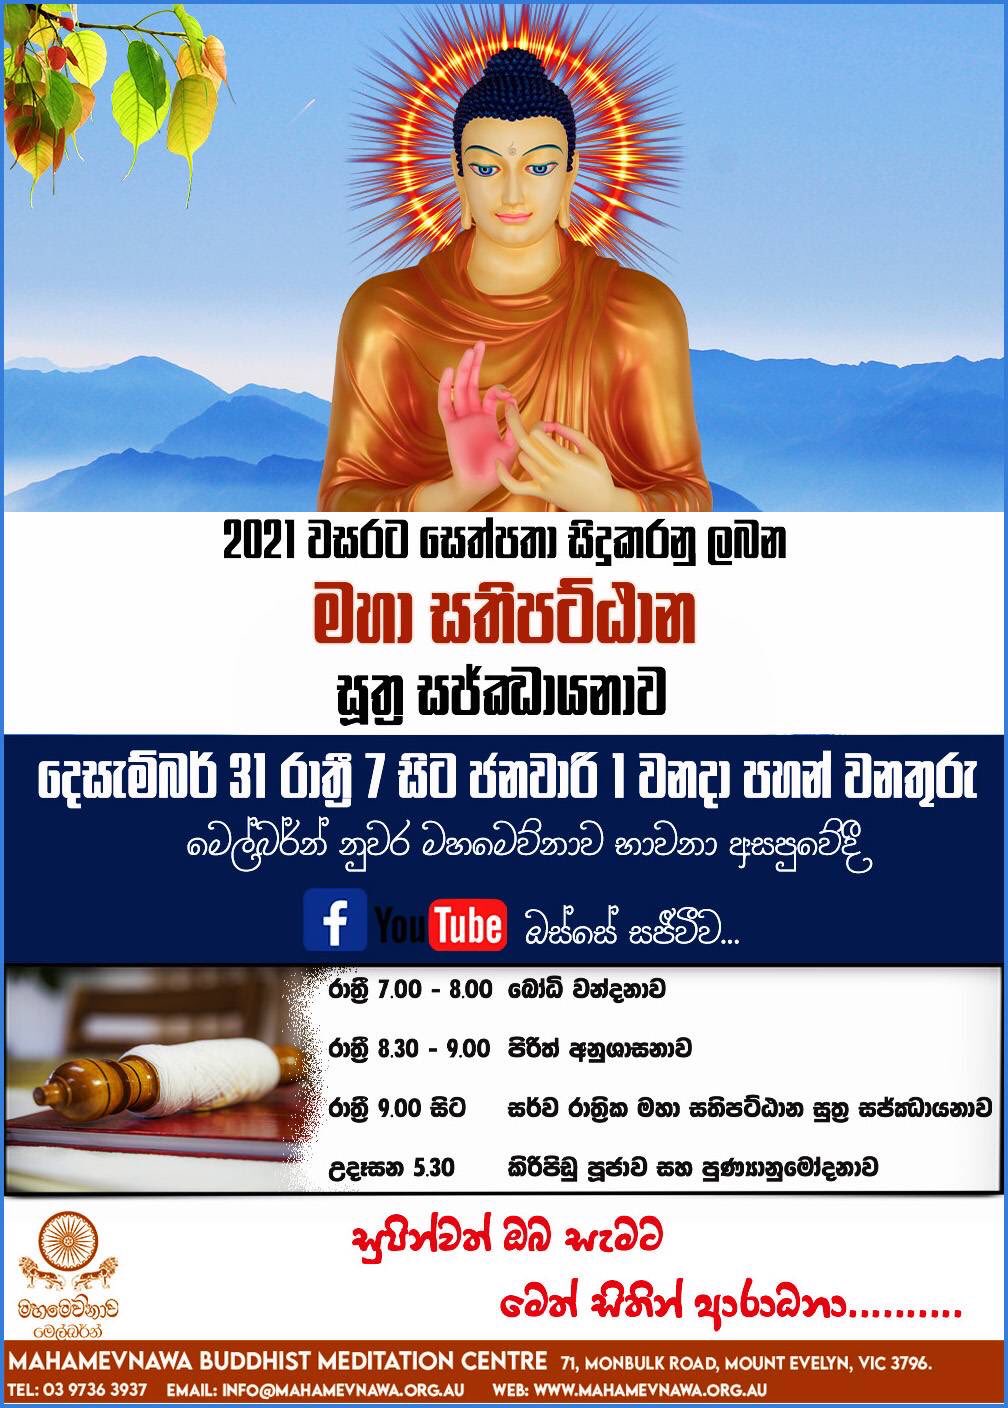 2021 වසරට සෙත්පතා සිදුකරනු ලබන
මහා සතිපට්ඨාන
සූත්‍ර සජ්ඣායනාව
දෙසැම්බර් 31 රාත්‍රී 7 සිට ජනවාරි 1 වනදා පහන් වනතුරු
මෙල්බර්න් නුවර මහමෙව්නාව භාවනා අසපුවේදී
f YouTube ඔස්සේ සජීවීව...
රාත්‍රී 7.00 - 8.00 බෝධි වන්දනාව
රාත්‍රී 8.30 - 9.00 පිරිත් අනුශාසනාව
රාත්‍රී 9.00 සිට සර්ව රාත්‍රික මහා සතිපට්ඨාන සූත්‍ර සජ්ඣායනාව
උදෑසන 5.30 කිරිපිඩු පූජාව සහ පුණ්‍යානුමෝදනාව
සුපින්වත් ඔබ සැමට
මෙත් සිතින් ආරාධනා..........
මහමෙව්නාව
මෙල්බර්න්
MAHAMEVNAWA BUDDHIST MEDITATION CENTRE 71, MONBULK ROAD, MOUNT EVELYN, VIC 3796.
TEL: 03 9736 3937 EMAIL: INFO@MAHAMEVNAWA.ORG.AU WEB: WWW.MAHAMEVNAWA.ORG.AU